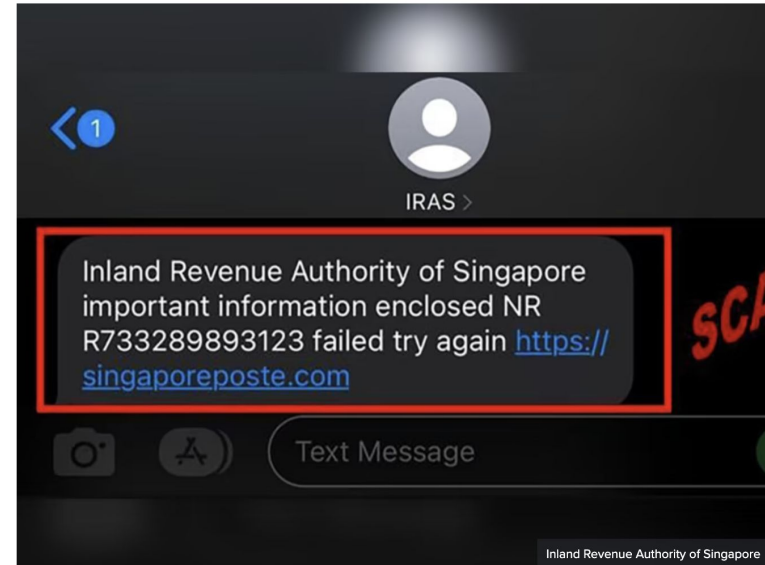 1
IRAS >
Inland Revenue Authority of Singapore
important information enclosed NR
R733289893123 failed try again https://
singaporeposte.com
Text Message
Inland Revenue Authority of Singapore